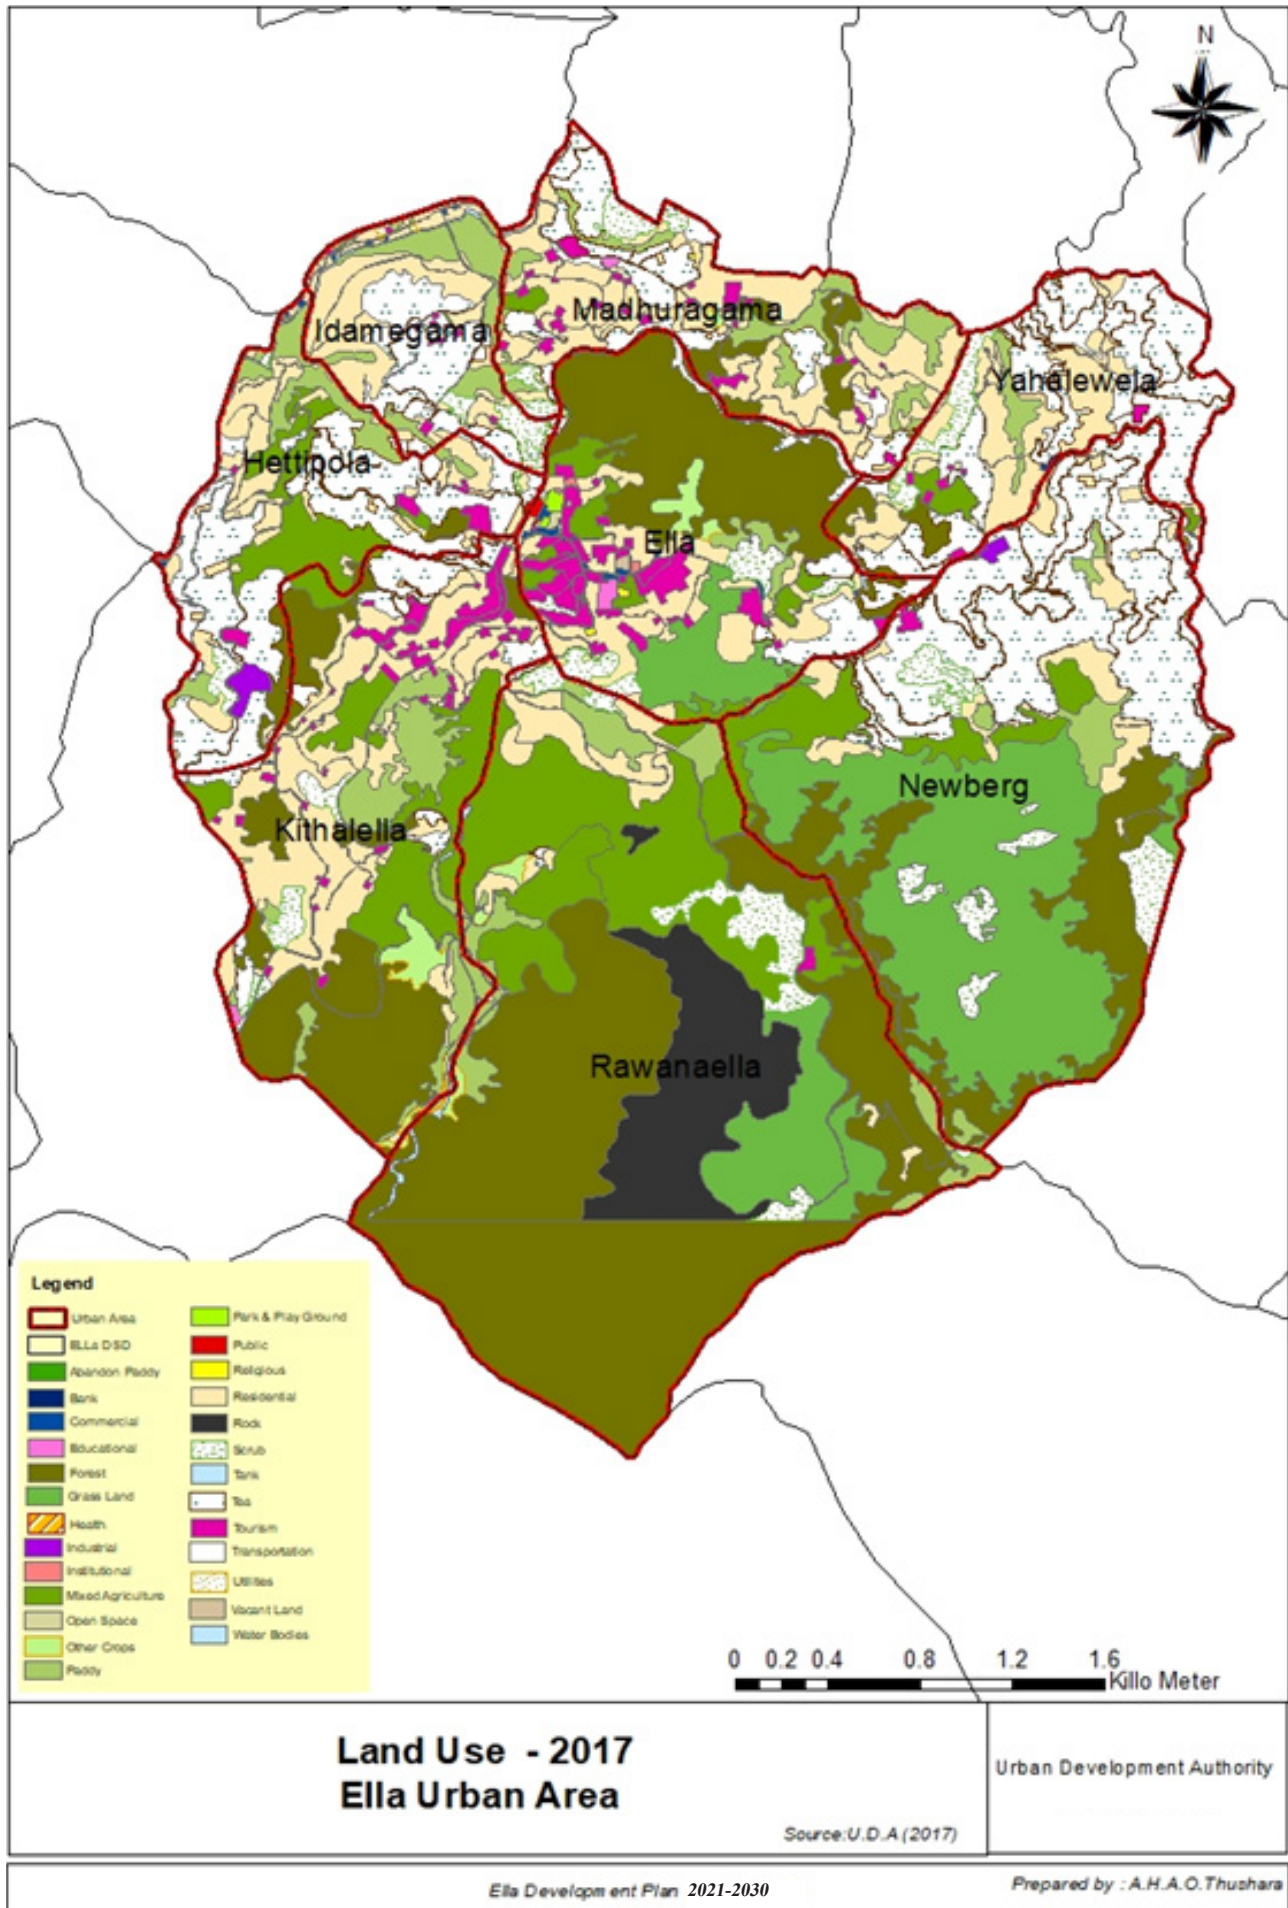 N
Madhuragama
Idamegama
Yahalewela
Hettipola
Ella
Newberg
Kithalella
Rawanaella
Legend
Urban Area
ELLa DSD
Abandon Paddy
Bank
Commercial
Educational
Forest
Grass Land
Health
Industrial
Institutional
Mixed Agriculture
Open Space
Other Crops
Paddy
Park & Play Ground
Public
Religious
Residential
Rock
Scrub
Tank
Tea
Tourism
Transportation
Utilities
Vacant Land
Water Bodies
0 0.2 0.4 0.8 1.2 1.6
Killo Meter
Land Use - 2017
Ella Urban Area
Source:U.D.A (2017)
Urban Development Authority
Ella Development Plan 2021-2030
Prepared by : A.H.A.O.Thushara